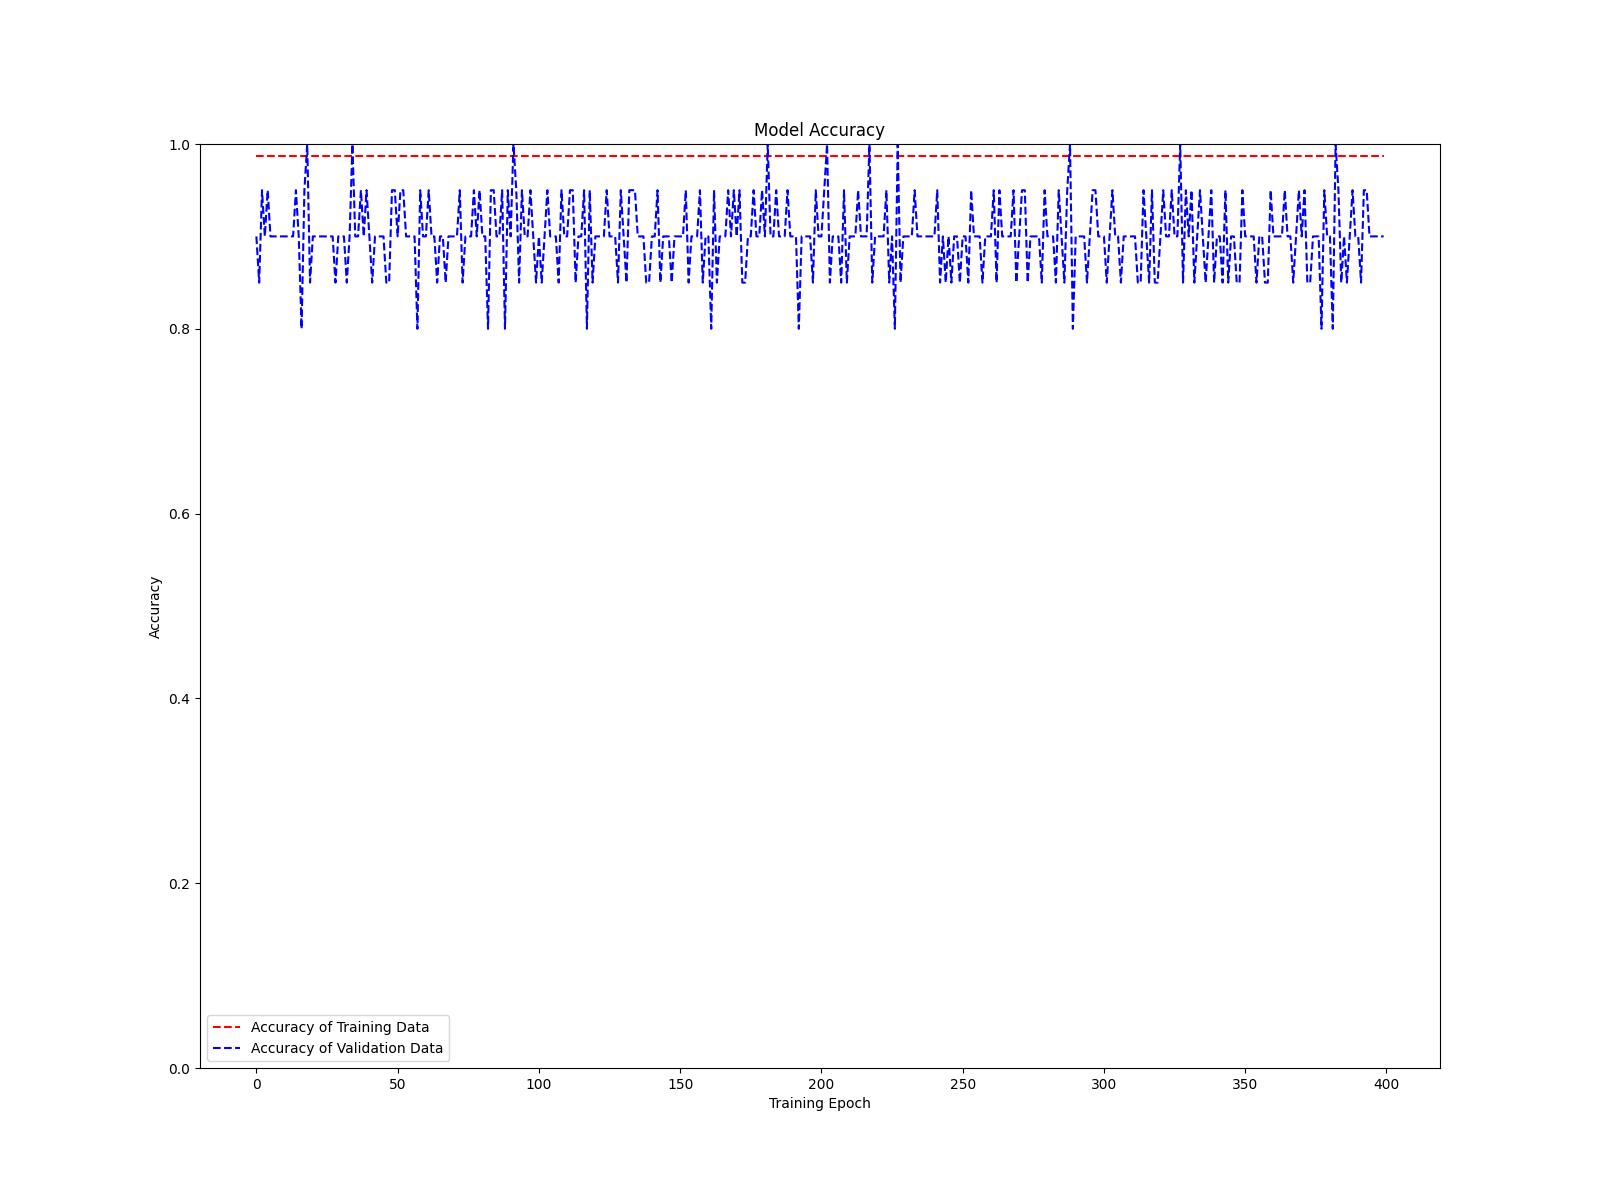 Model Accuracy
1.0
0.8
0.6
0.4
0.2
0.0
Accuracy
Accuracy of Training Data
Accuracy of Validation Data
0 50 100 150 200 250 300 350 400
Training Epoch